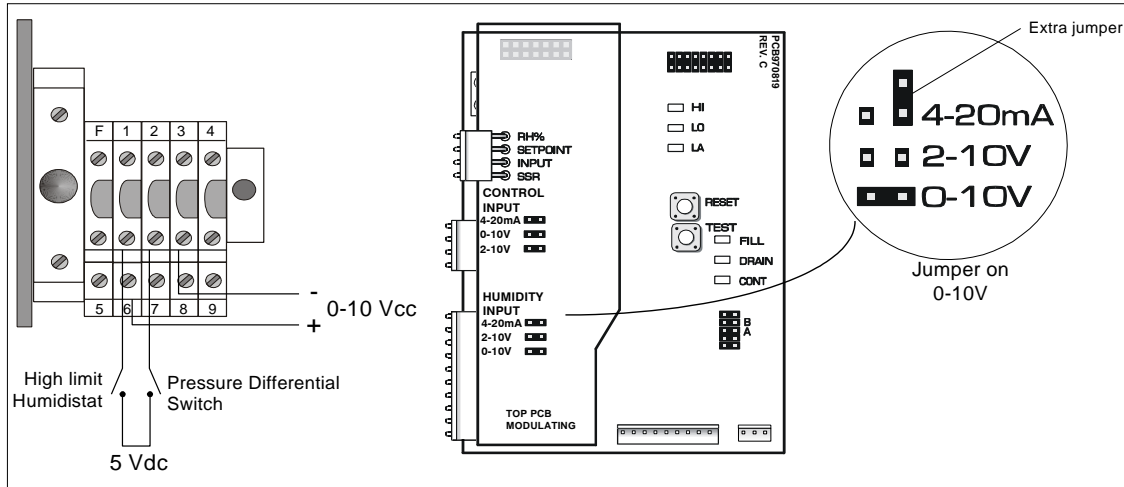 F 1 2 3 4
5 6 7 8 9
-
0-10 Vcc
+
High limit
Humidistat
Pressure Differential
Switch
5 Vdc
PCB970819
REV. C
HI
LO
LA
RH%
SETPOINT
INPUT
SSR
CONTROL
INPUT
4-20mA
0-10V
2-10V
RESET
TEST
FILL
DRAIN
CONT
HUMIDITY
INPUT
4-20mA
2-10V
0-10V
B
A
TOP PCB
MODULATING
Extra jumper
4-20mA
2-10V
0-10V
Jumper on
0-10V